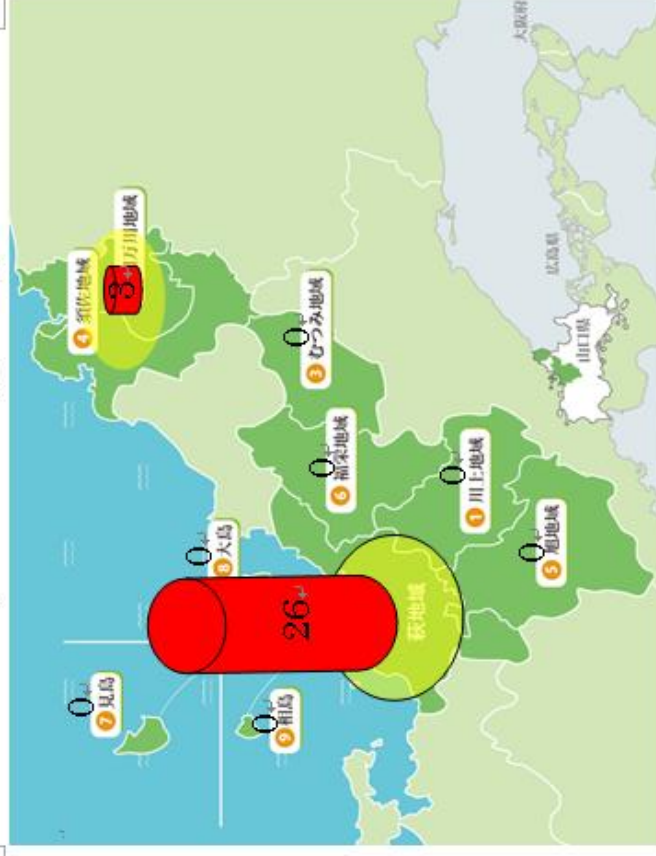 大阪府
広島県
山口県
④ 須佐地域
万川地域
3
0
③ むつみ地域
0
⑥ 福栄地域
0
① 川上地域
0
⑤ 旭地域
0
⑧ 大島
26
萩地域
0
⑦ 見島
0
⑨ 相島